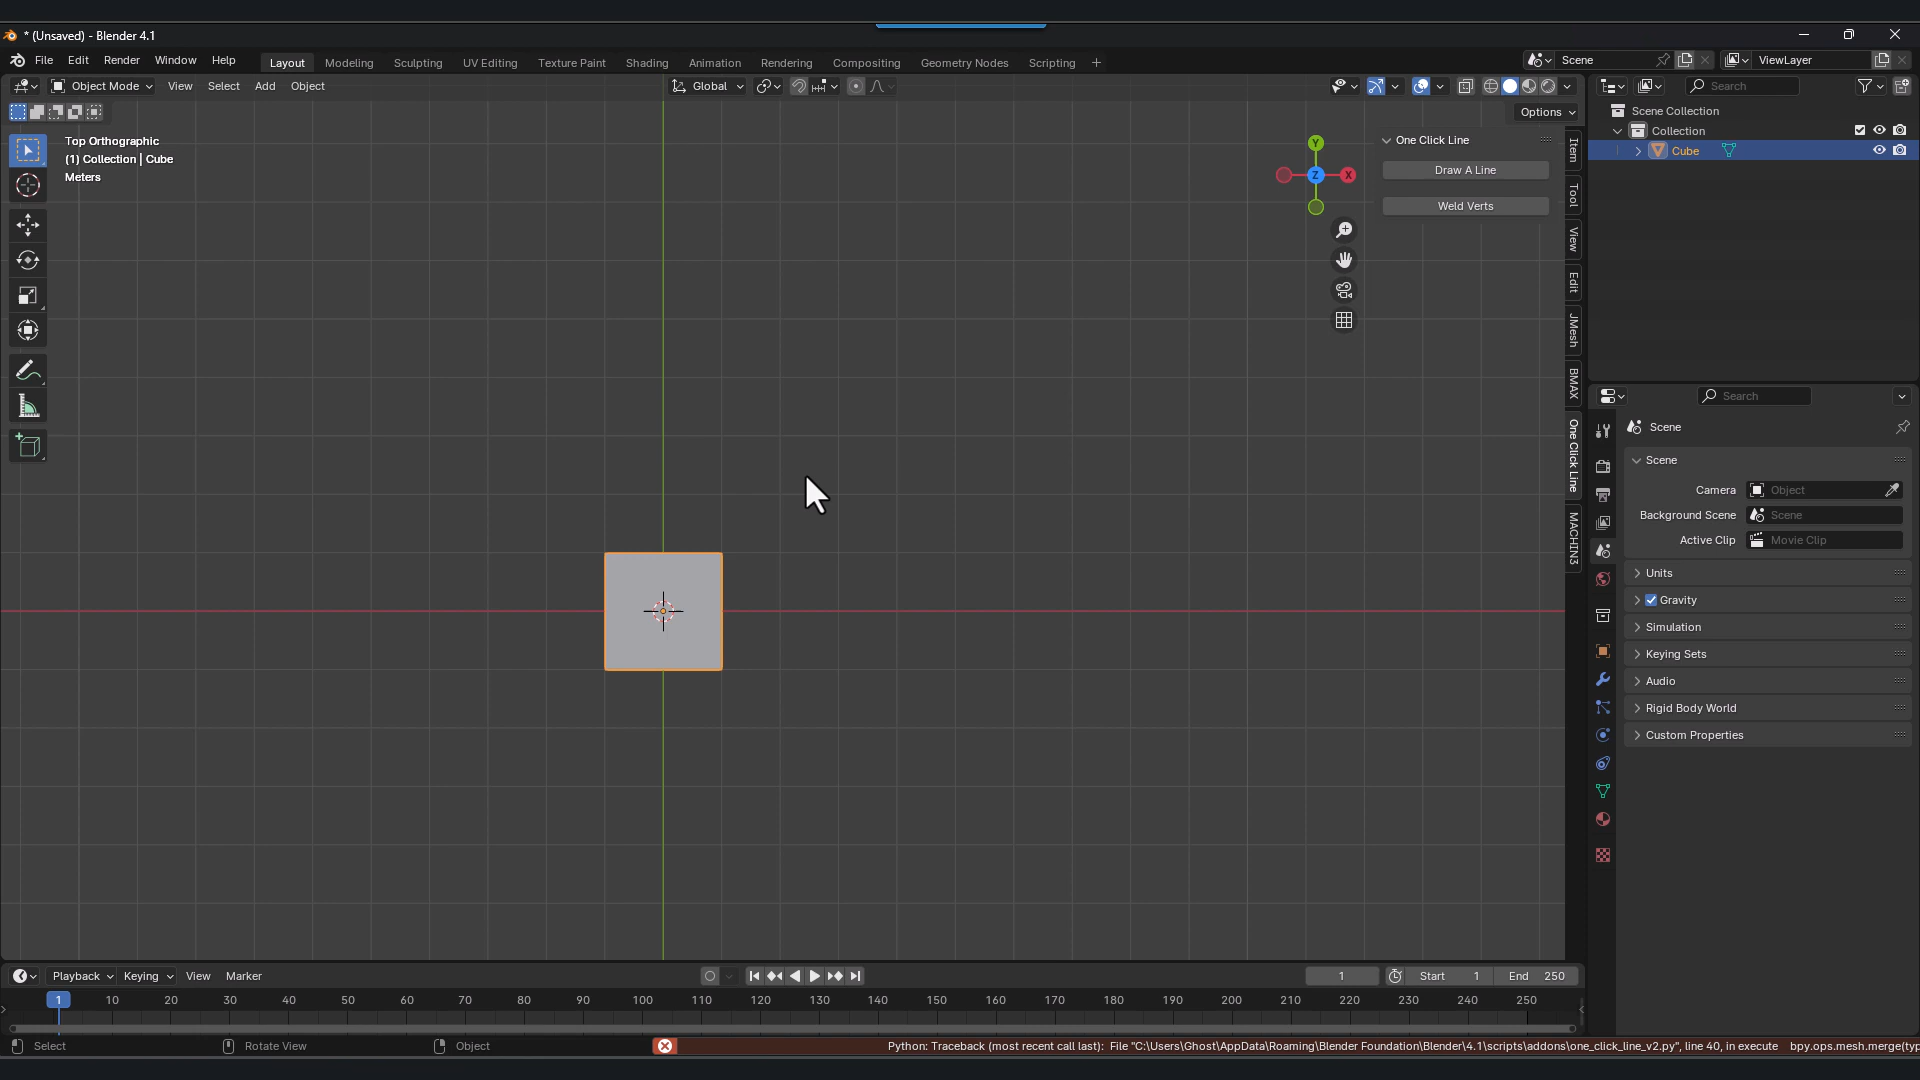 * (Unsaved) - Blender 4.1
File Edit Render Window Help Layout Modeling Sculpting UV Editing Texture Paint Shading Animation Rendering Compositing Geometry Nodes Scripting + Scene ViewLayer
Object Mode View Select Add Object Global Search
Options
Top Orthographic
(1) Collection | Cube
Meters
Y
X
Z
One Click Line
Draw A Line
Weld Verts
Item
Tool
View
Edit
JMesh
BMAX
One Click Line
MACHIN3
Scene Collection
Collection
Cube
Search
Scene
Scene
Camera Object
Background Scene Scene
Active Clip Movie Clip
Units
Gravity
Simulation
Keying Sets
Audio
Rigid Body World
Custom Properties
Playback Keying View Marker 1 Start 1 End 250
1 10 20 30 40 50 60 70 80 90 100 110 120 130 140 150 160 170 180 190 200 210 220 230 240 250
Select Rotate View Object Python: Traceback (most recent call last): File "C:\Users\Ghost\AppData\Roaming\Blender Foundation\Blender\4.1\scripts\addons\one_click_line_v2.py", line 40, in execute bpy.ops.mesh.merge(typ